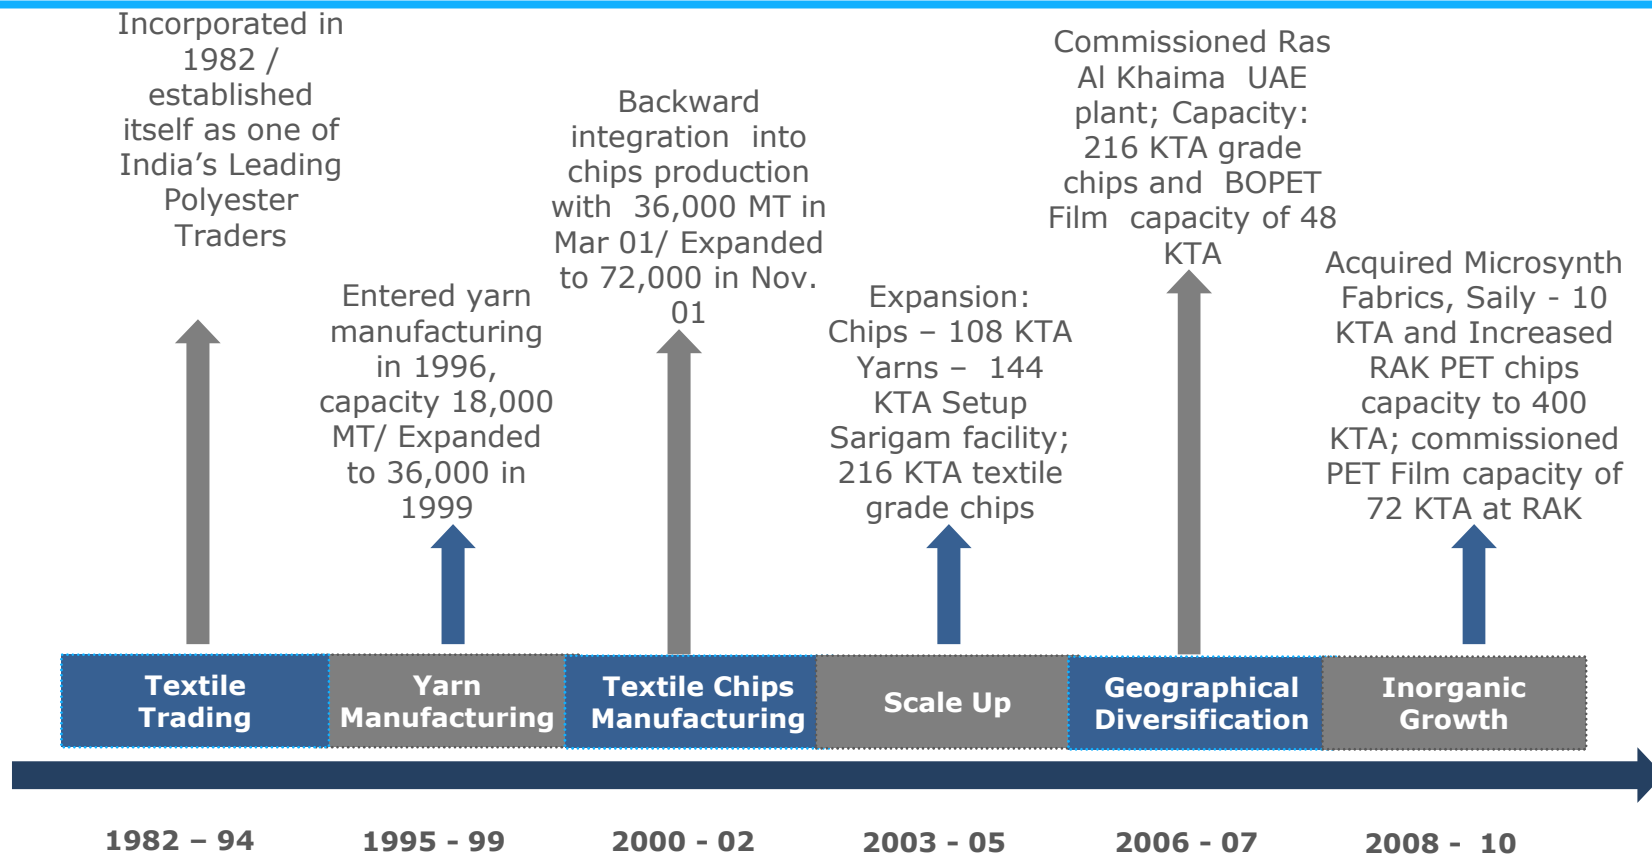 Incorporated in
1982 /
established
itself as one of
India’s Leading
Polyester
Traders
Entered yarn
manufacturing
in 1996,
capacity 18,000
MT/ Expanded
to 36,000 in
1999
Backward
integration into
chips production
with 36,000 MT in
Mar 01/ Expanded
to 72,000 in Nov.
01
Expansion:
Chips – 108 KTA
Yarns – 144
KTA Setup
Sarigam facility;
216 KTA textile
grade chips
Commissioned Ras
Al Khaima UAE
plant; Capacity:
216 KTA grade
chips and BOPET
Film capacity of 48
KTA
Acquired Microsynth
Fabrics, Saily - 10
KTA and Increased
RAK PET chips
capacity to 400
KTA; commissioned
PET Film capacity of
72 KTA at RAK
Textile
Trading
Yarn
Manufacturing
Textile Chips
Manufacturing
Scale Up
Geographical
Diversification
Inorganic
Growth
1982 – 94
1995 - 99
2000 - 02
2003 - 05
2006 - 07
2008 - 10